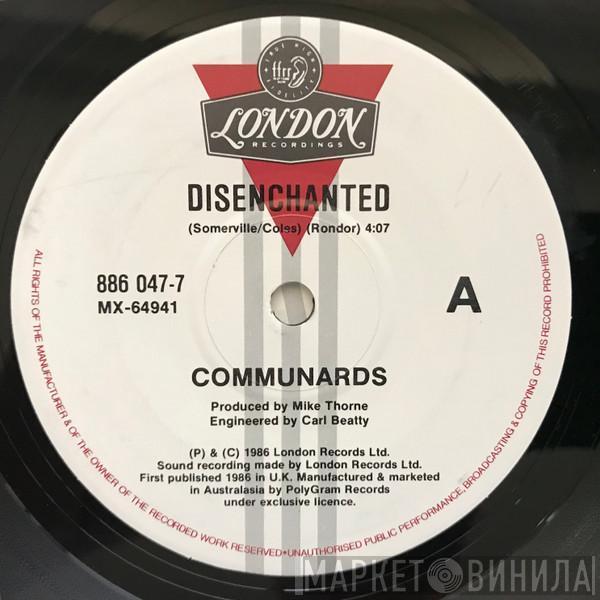 TRUE HIGH FIDELITY
ffrr
LONDON
RECORDINGS
DISENCHANTED
(Somerville/Coles) (Rondor) 4:07
886 047-7
MX-64941
A
COMMUNARDS
Produced by Mike Thorne
Engineered by Carl Beatty
(P) & (C) 1986 London Records Ltd.
Sound recording made by London Records Ltd.
First published 1986 in U.K. Manufactured & marketed
in Australasia by PolyGram Records
under exclusive licence.
ALL RIGHTS OF THE MANUFACTURER & OF THE OWNER OF THE RECORDED WORK RESERVED•UNAUTHORISED PUBLIC PERFORMANCE, BROADCASTING & COPYING OF THIS RECORD PROHIBITED
МАРКЕТ ВИНИЛА